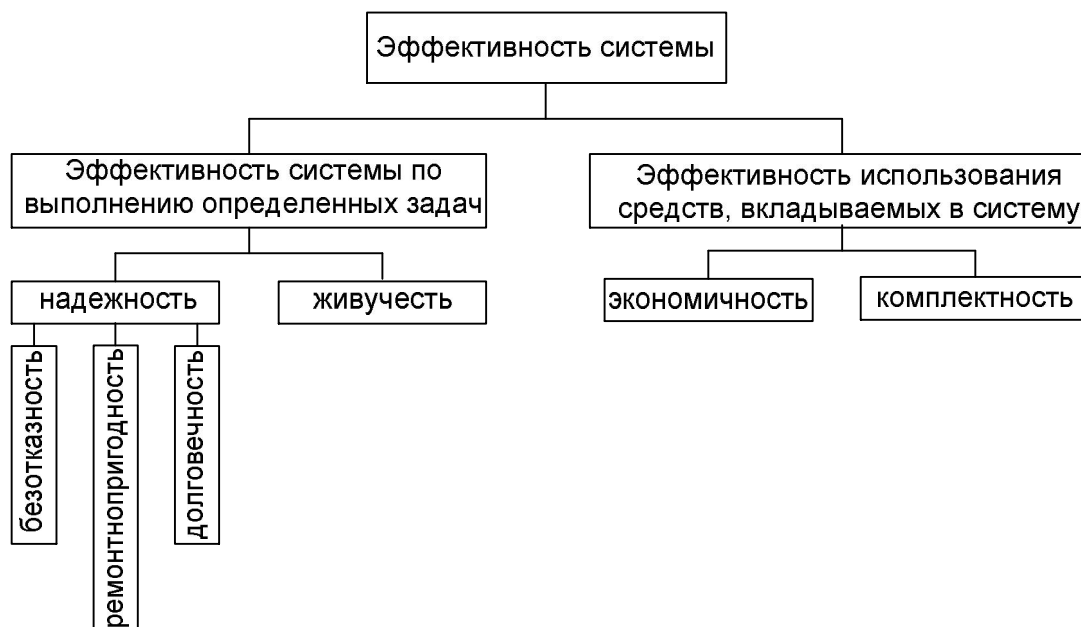 Эффективность системы
Эффективность системы по
выполнению определенных задач
Эффективность использования
средств, вкладываемых в систему
надежность
живучесть
экономичность
комплектность
безотказность
ремонтнопригодность
долговечность